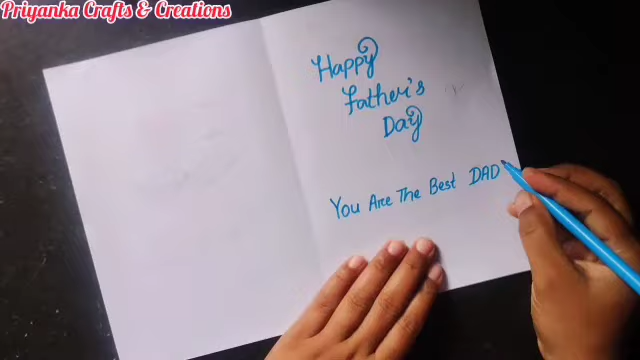 Priyanka Crafts & Creations
Happy
Father's
Day
You Are The Best DAD